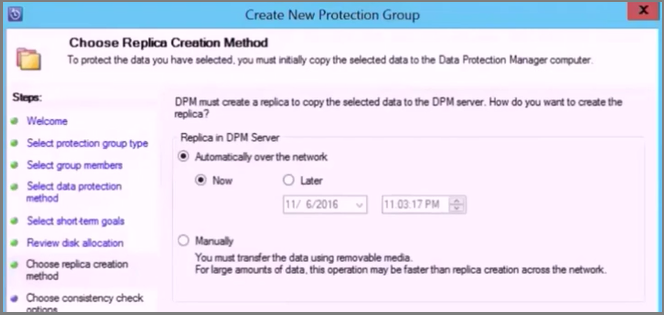 Create New Protection Group
X
Choose Replica Creation Method
To protect the data you have selected, you must initially copy the selected data to the Data Protection Manager computer.
Steps:
Welcome
Select protection group type
Select group members
Select data protection
method
Select short-term goals
Review disk allocation
Choose replica creation
method
Choose consistency check
options
DPM must create a replica to copy the selected data to the DPM server. How do you want to create the
replica?
Replica in DPM Server
Automatically over the network
Now
Later
11/ 6/2016
11:03:17 PM
Manually
You must transfer the data using removable media.
For large amounts of data, this operation may be faster than replica creation across the network.